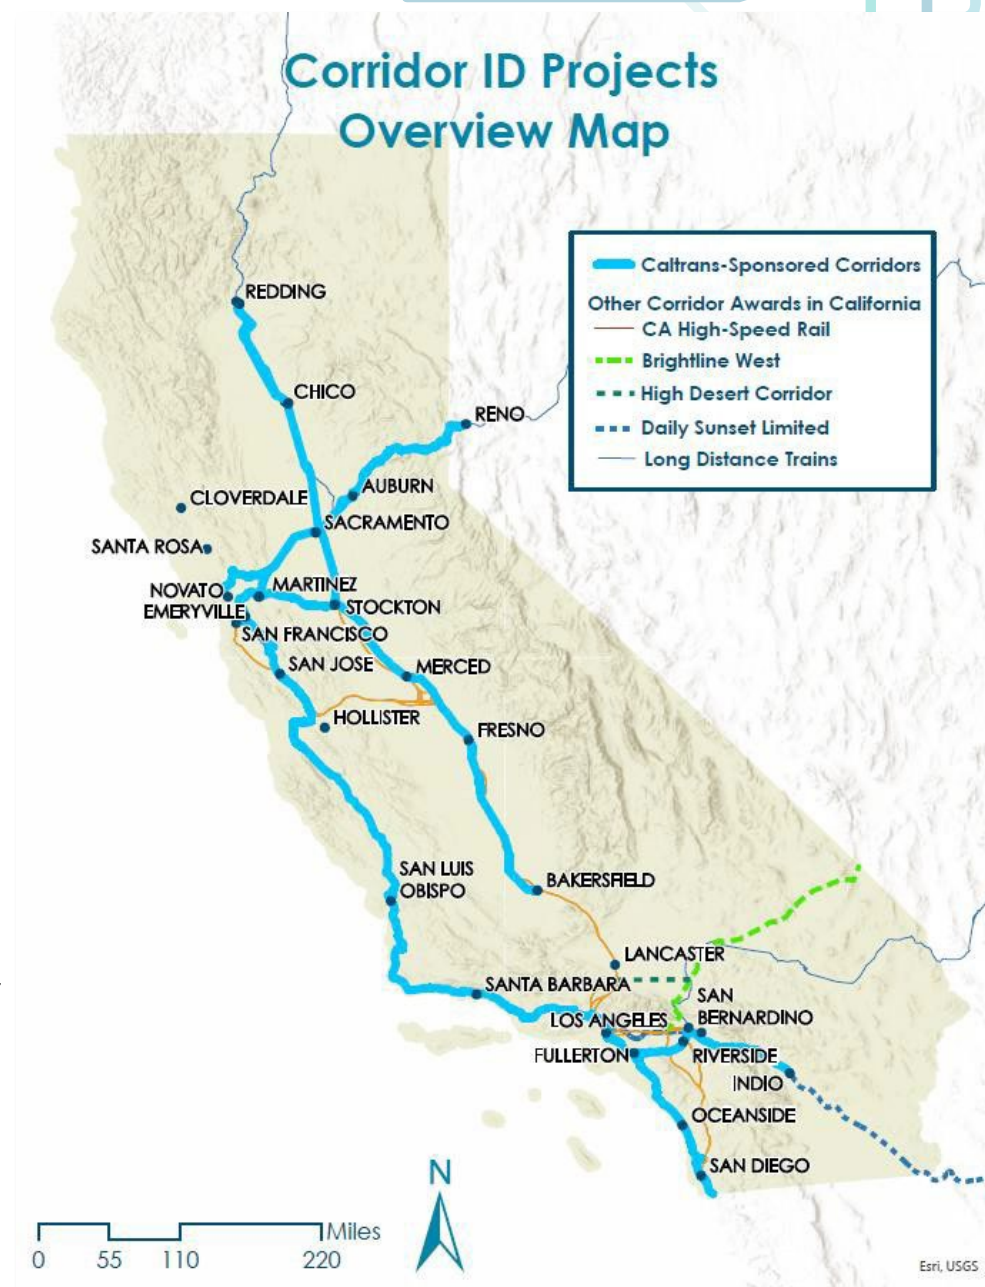 Corridor ID Projects
Overview Map
Caltrans-Sponsored Corridors
Other Corridor Awards in California
CA High-Speed Rail
Brightline West
High Desert Corridor
Daily Sunset Limited
Long Distance Trains
REDDING
CHICO
RENO
AUBURN
CLOVERDALE
SACRAMENTO
SANTA ROSA
MARTINEZ
NOVATO
STOCKTON
EMERYVILLE
SAN FRANCISCO
SAN JOSE
MERCED
HOLLISTER
FRESNO
SAN LUIS
OBISPO
BAKERSFIELD
LANCASTER
SANTA BARBARA
SAN
BERNARDINO
LOS ANGELES
FULLERTON
RIVERSIDE
INDIO
OCEANSIDE
SAN DIEGO
N
Miles
0 55 110 220
Esri, USGS